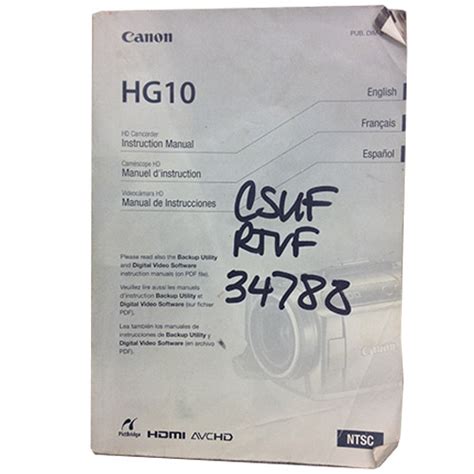 Canon
PUB.
HG10
English
Français
Español
HD Camcorder
Instruction Manual
Caméscope HD
Manuel d'instruction
Videocámara HD
Manual de Instrucciones
CSUF
RTVF
34788
Please read also the Backup Utility
and Digital Video Software
instruction manuals (on PDF file).
Veuillez lire aussi les manuels
d'instruction Backup Utility et
Digital Video Software (sur fichier
PDF).
Lea también los manuales de
instrucciones de Backup Utility y
Digital Video Software (en archivo
PDF).
Canon
PictBridge
HDMI
AVCHD
NTSC